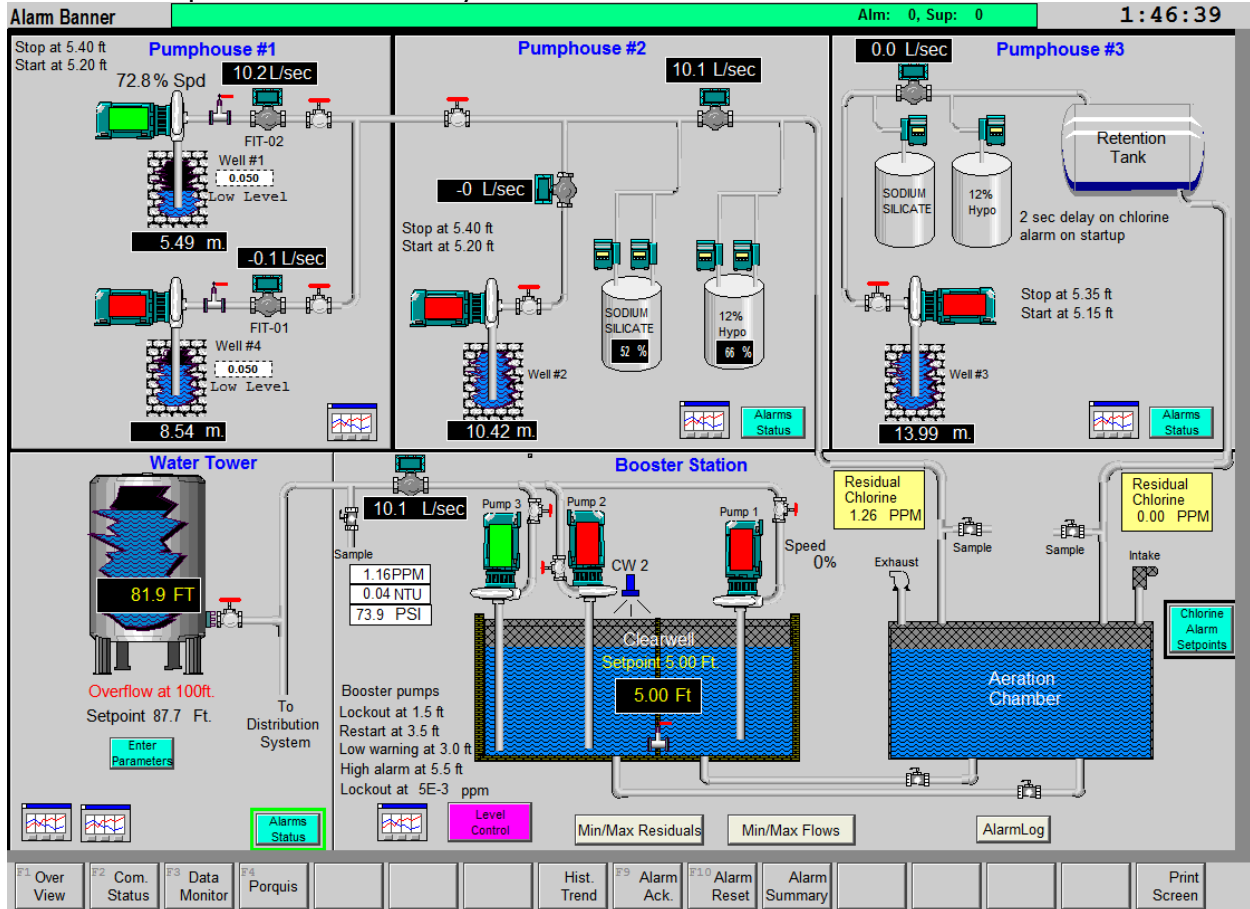 Alarm Banner
Alm: 0, Sup: 0
1:46:39
Stop at 5.40 ft
Start at 5.20 ft
Pumphouse #1
72.8% Spd
10.2 L/sec
FIT-02
Well #1
0.050
Low Level
5.49 m.
-0.1 L/sec
FIT-01
Well #4
0.050
Low Level
8.54 m.
Pumphouse #2
10.1 L/sec
-0 L/sec
Stop at 5.40 ft
Start at 5.20 ft
SODIUM
SILICATE
52 %
12%
Hypo
66 %
Well #2
10.42 m.
Alarms
Status
0.0 L/sec
Pumphouse #3
Retention
Tank
SODIUM
SILICATE
12%
Hypo
2 sec delay on chlorine
alarm on startup
Stop at 5.35 ft
Start at 5.15 ft
Well #3
13.99 m.
Alarms
Status
Water Tower
81.9 FT
Overflow at 100ft.
Setpoint 87.7 Ft.
Enter
Parameters
To
Distribution
System
Alarms
Status
Booster Station
10.1 L/sec
Sample
1.16PPM
0.04 NTU
73.9 PSI
Pump 3
Pump 2
CW 2
Pump 1
Speed
0%
Clearwell
Setpoint 5.00 Ft.
5.00 Ft
Booster pumps
Lockout at 1.5 ft
Restart at 3.5 ft
Low warning at 3.0 ft
High alarm at 5.5 ft
Lockout at 5E-3 ppm
Level
Control
Min/Max Residuals
Min/Max Flows
Residual
Chlorine
1.26 PPM
Residual
Chlorine
0.00 PPM
Sample
Sample
Exhaust
Intake
Chlorine
Alarm
Setpoints
Aeration
Chamber
AlarmLog
F1 Over
View
F2 Com.
Status
F3 Data
Monitor
F4
Porquis
Hist.
Trend
F9 Alarm
Ack.
F10 Alarm
Reset
Alarm
Summary
Print
Screen